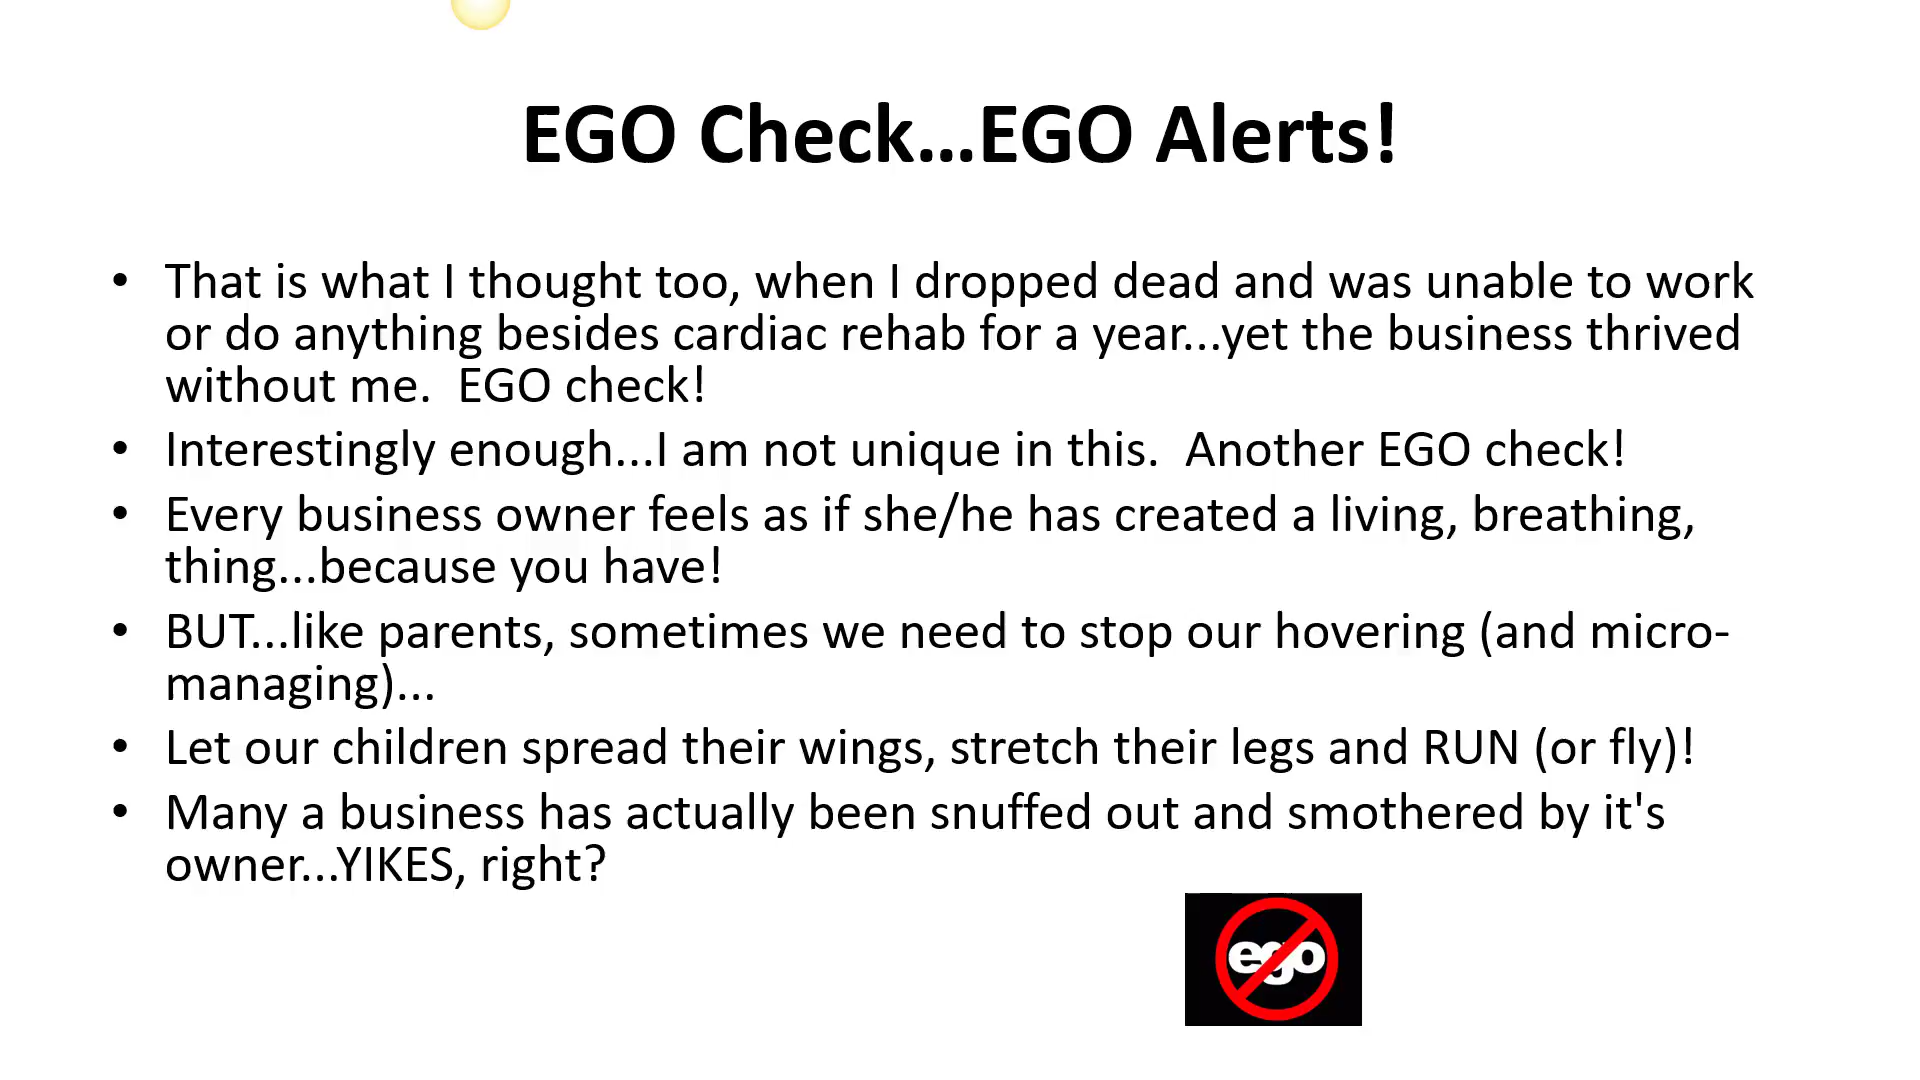 EGO Check...EGO Alerts!
• That is what I thought too, when I dropped dead and was unable to work
or do anything besides cardiac rehab for a year...yet the business thrived
without me.  EGO check!
• Interestingly enough...I am not unique in this.  Another EGO check!
• Every business owner feels as if she/he has created a living, breathing,
thing...because you have!
• BUT...like parents, sometimes we need to stop our hovering (and micro-
managing)...
• Let our children spread their wings, stretch their legs and RUN (or fly)!
• Many a business has actually been snuffed out and smothered by it's
owner...YIKES, right?
ego